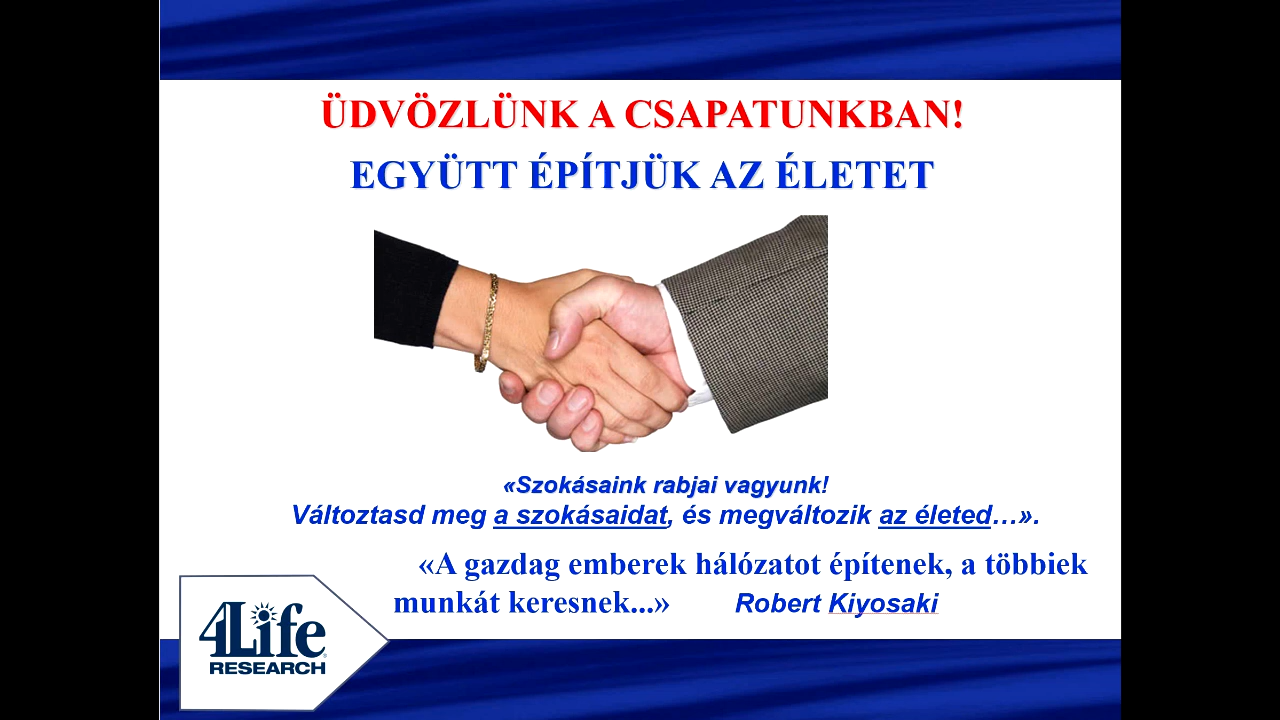 ÜDVÖZLÜNK A CSAPATUNKBAN!
EGYÜTT ÉPÍTJÜK AZ ÉLETET
«Szokásaink rabjai vagyunk!
Változtasd meg a szokásaidat, és megváltozik az életed…».
«A gazdag emberek hálózatot építenek, a többiek
munkát keresnek...» Robert Kiyosaki
4Life®
RESEARCH